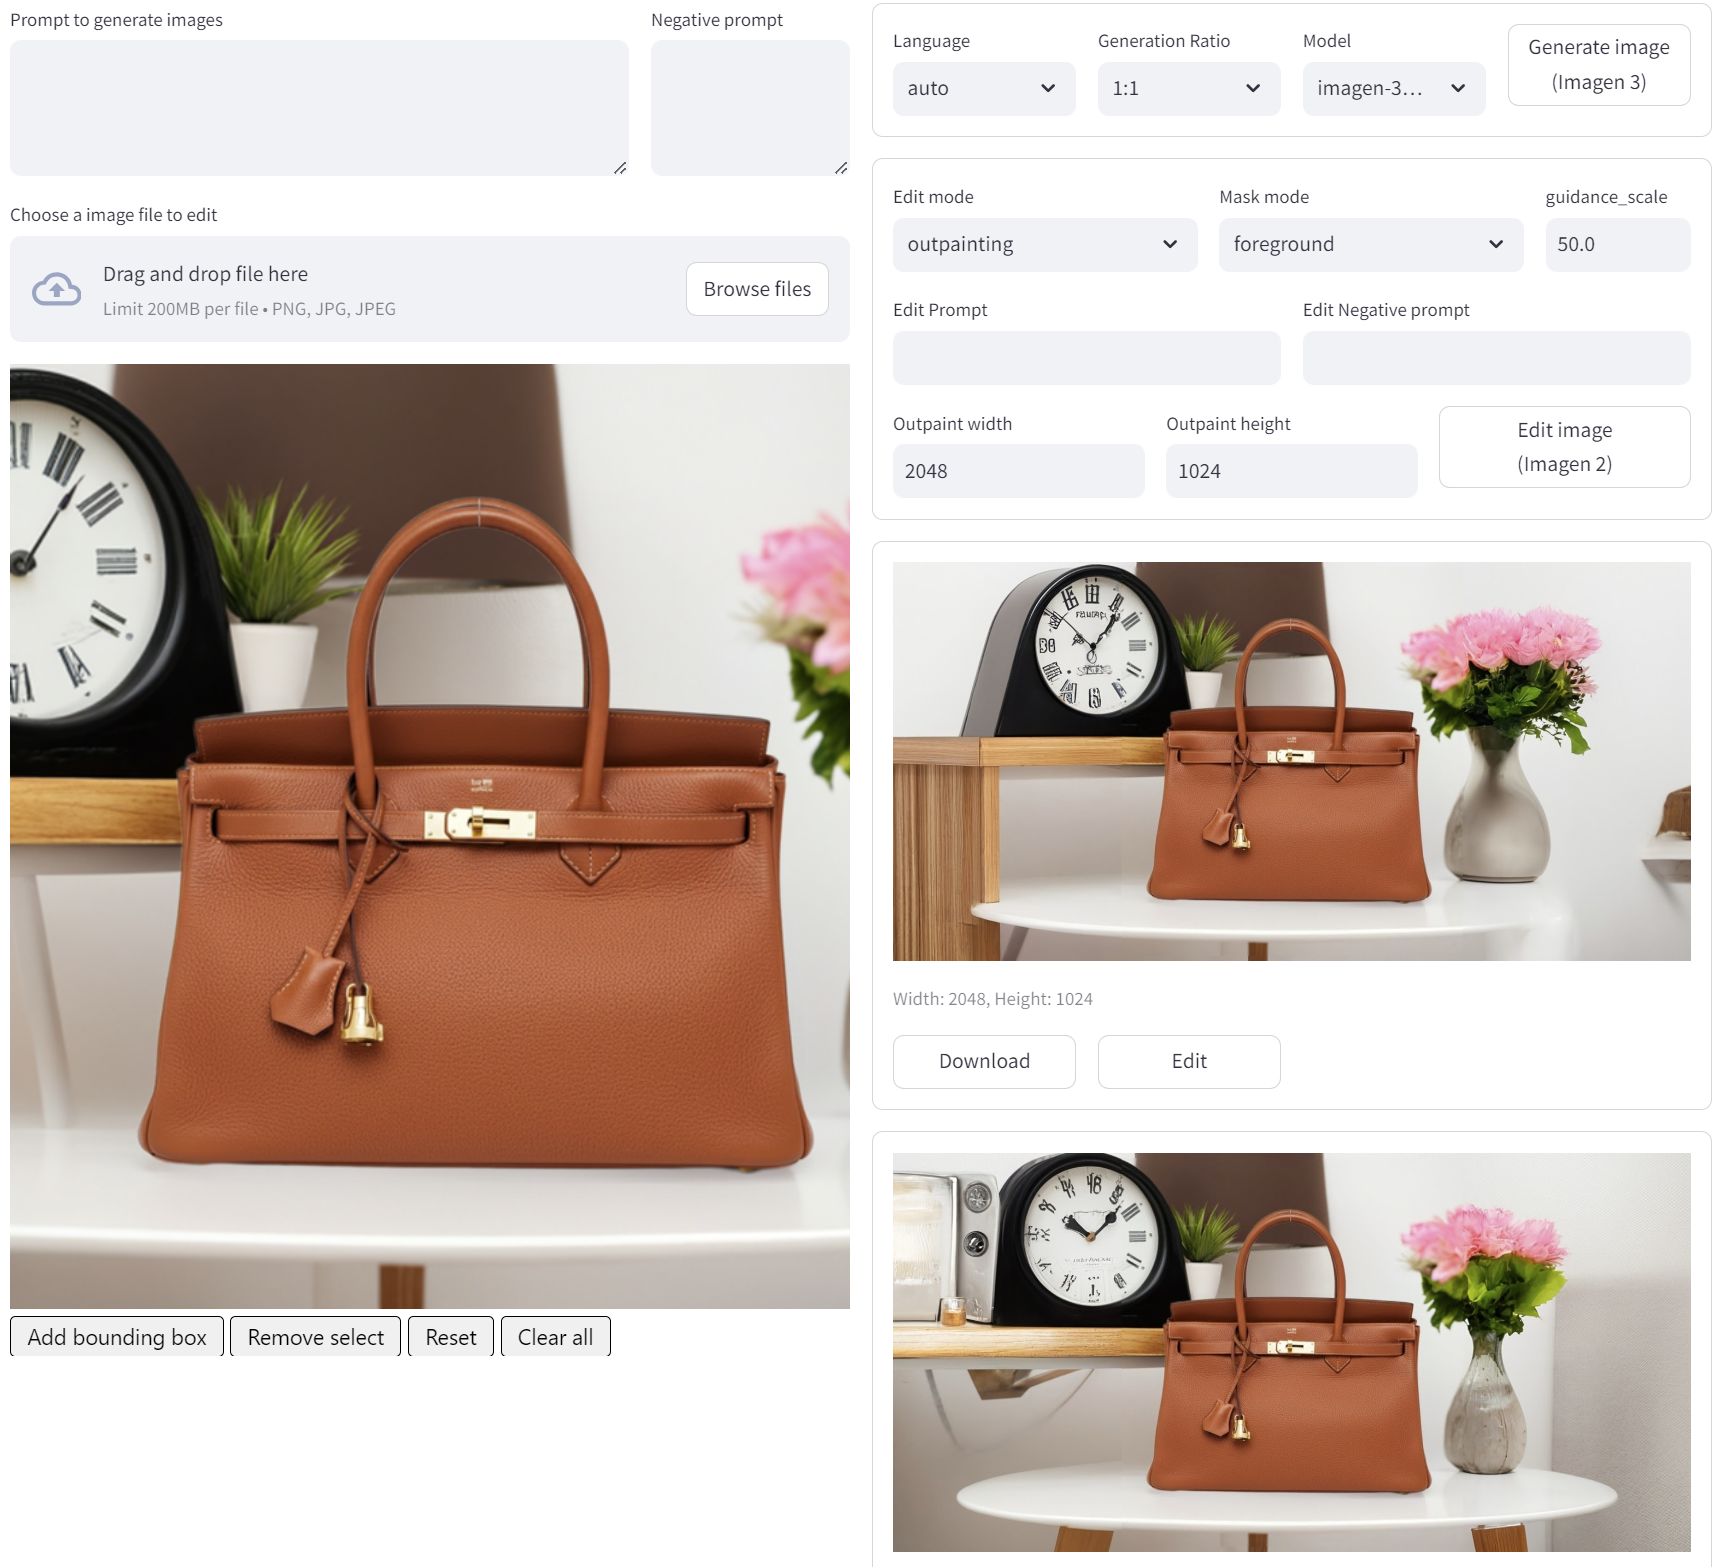 Prompt to generate images
Negative prompt
Choose a image file to edit
Drag and drop file here
Limit 200MB per file • PNG, JPG, JPEG
Browse files
Add bounding box
Remove select
Reset
Clear all
Language
Generation Ratio
Model
auto
1:1
imagen-3...
Generate image
(Imagen 3)
Edit mode
Mask mode
guidance_scale
outpainting
foreground
50.0
Edit Prompt
Edit Negative prompt
Outpaint width
Outpaint height
2048
1024
Edit image
(Imagen 2)
Width: 2048, Height: 1024
Download
Edit